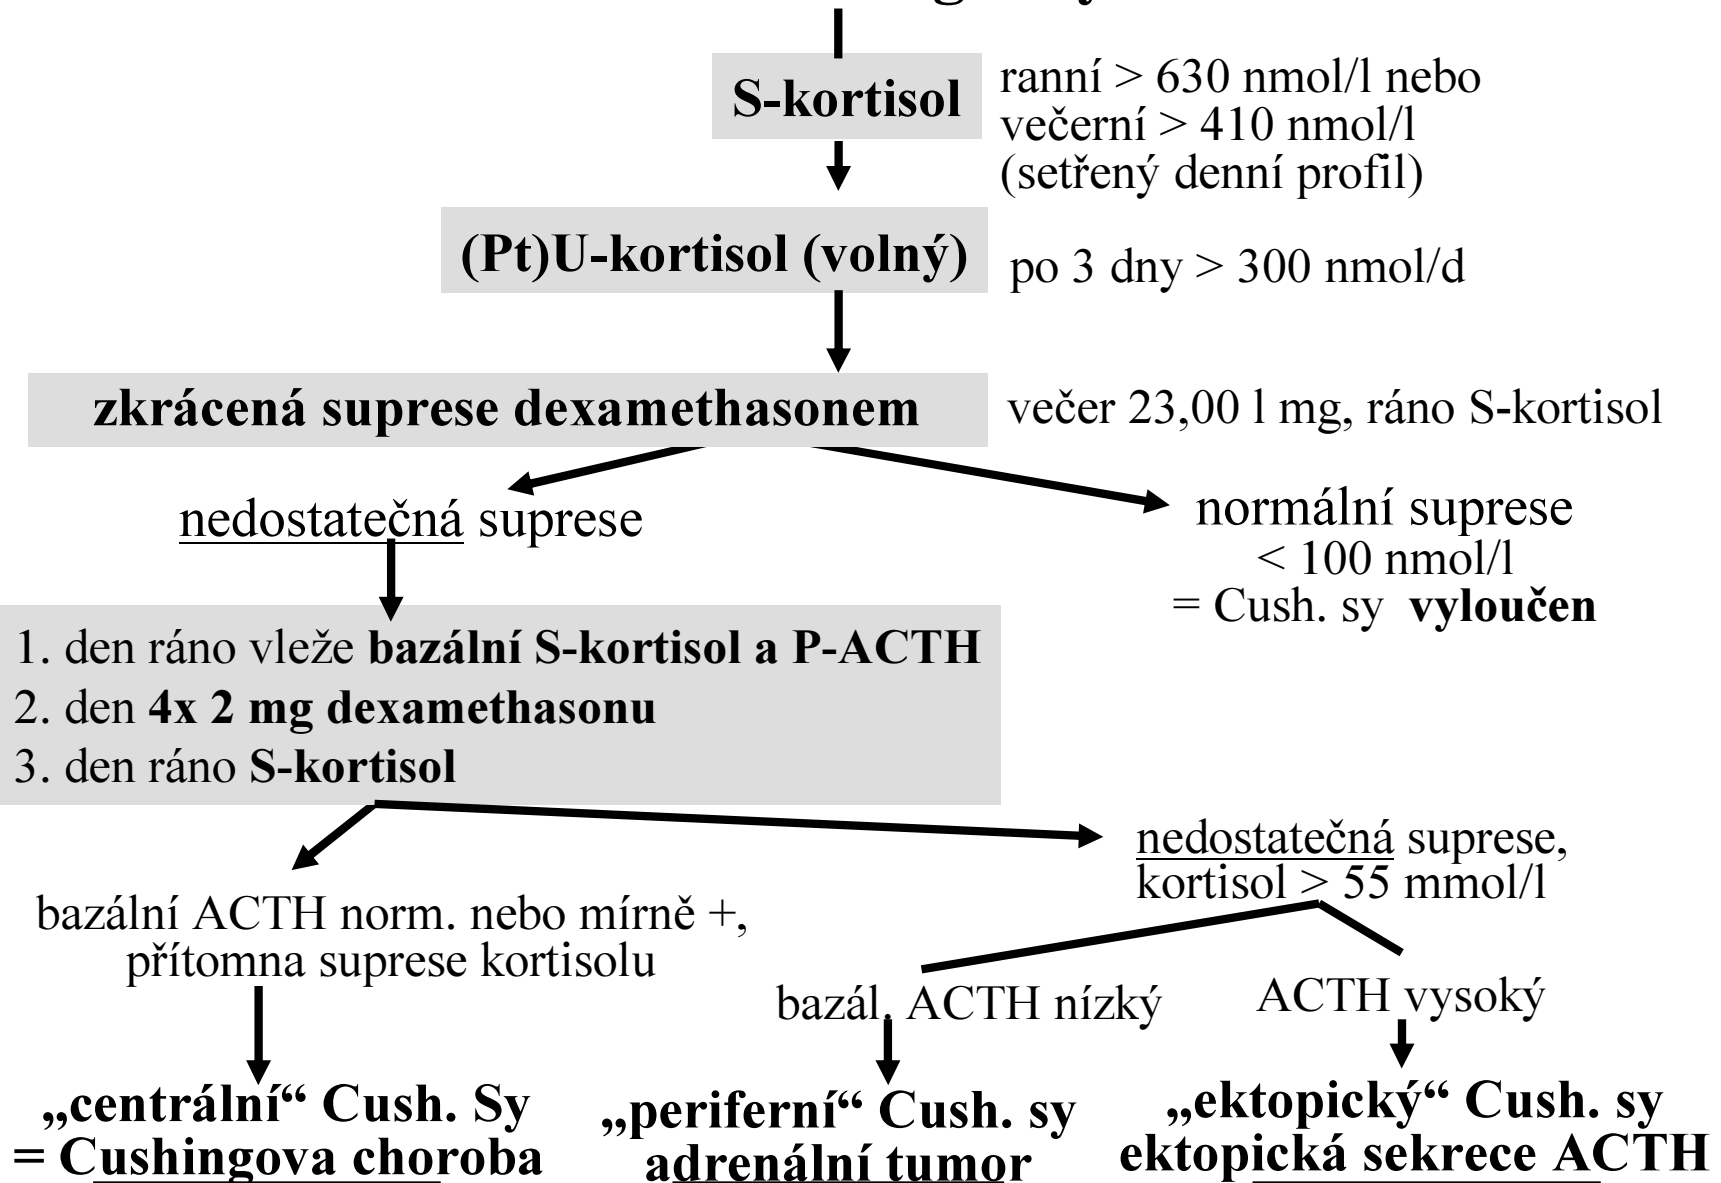 S-kortisol
ranní > 630 nmol/l nebo
večerní > 410 nmol/l
(setřený denní profil)
(Pt)U-kortisol (volný)
po 3 dny > 300 nmol/d
zkrácená suprese dexamethasonem
večer 23,00 l mg, ráno S-kortisol
nedostatečná suprese
normální suprese
< 100 nmol/l
= Cush. sy vyloučen
1. den ráno vleže bazální S-kortisol a P-ACTH
2. den 4x 2 mg dexamethasonu
3. den ráno S-kortisol
nedostatečná suprese,
kortisol > 55 mmol/l
bazální ACTH norm. nebo mírně +,
přítomna suprese kortisolu
bazál. ACTH nízký
ACTH vysoký
„centrální“ Cush. Sy
= Cushingova choroba
„periferní“ Cush. sy
adrenální tumor
„ektopický“ Cush. sy
ektopická sekrece ACTH